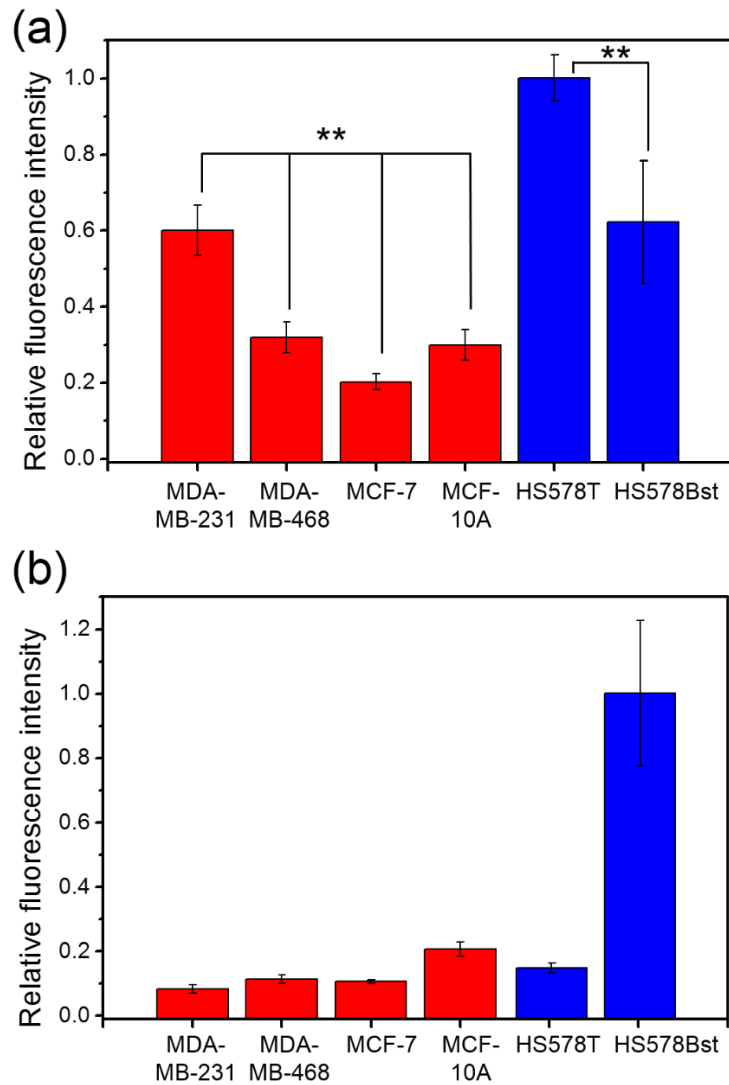 (a)
Relative fluorescence intensity
1.0
0.8
0.6
0.4
0.2
0.0
**
**
MDA-
MB-231
MDA-
MB-468
MCF-7
MCF-
10A
HS578T
HS578Bst
(b)
Relative fluorescence intensity
1.2
1.0
0.8
0.6
0.4
0.2
0.0
MDA-
MB-231
MDA-
MB-468
MCF-7
MCF-
10A
HS578T
HS578Bst